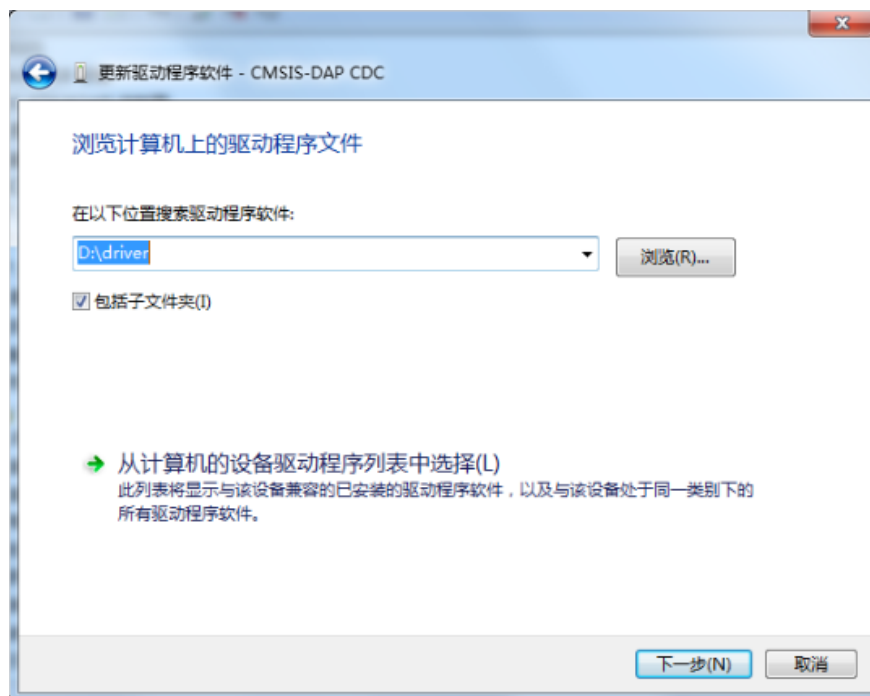 更新驱动程序软件 - CMSIS-DAP CDC
浏览计算机上的驱动程序文件
在以下位置搜索驱动程序软件:
D:\driver
浏览(R)...
包括子文件夹(I)
从计算机的设备驱动程序列表中选择(L)
此列表将显示与该设备兼容的已安装的驱动程序软件，以及与该设备处于同一类别下的
所有驱动程序软件。
下一步(N)
取消